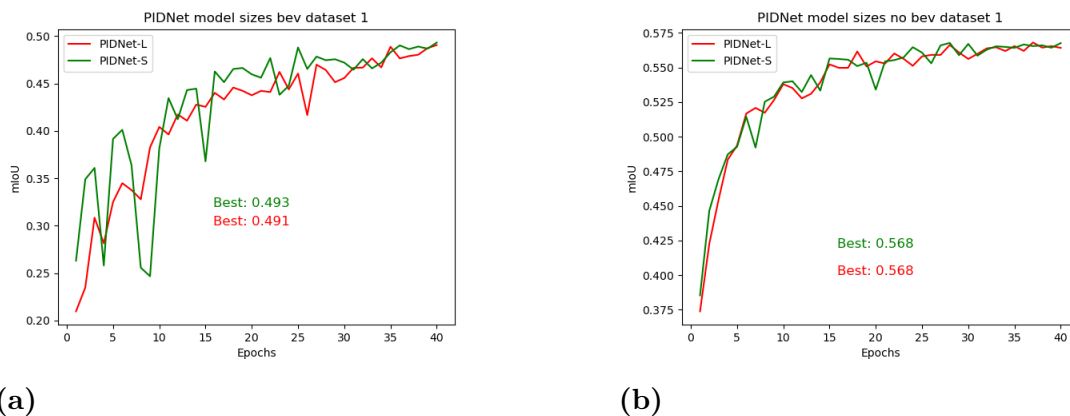 PIDNet model sizes bev dataset 1
0.50
0.45
0.40
0.35
0.30
0.25
0.20
mIoU
PIDNet-L
PIDNet-S
Best: 0.493
Best: 0.491
0 5 10 15 20 25 30 35 40
Epochs
(a)
PIDNet model sizes no bev dataset 1
0.575
0.550
0.525
0.500
0.475
0.450
0.425
0.400
0.375
mIoU
PIDNet-L
PIDNet-S
Best: 0.568
Best: 0.568
0 5 10 15 20 25 30 35 40
Epochs
(b)